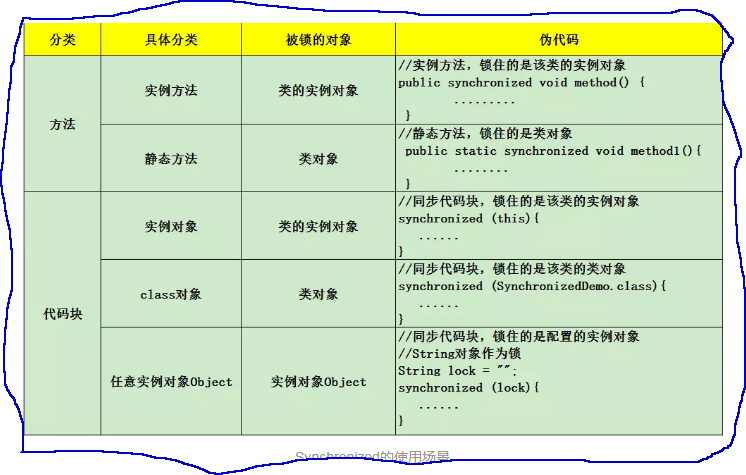 分类 具体分类 被锁的对象 伪代码
方法 实例方法 类的实例对象
//实例方法，锁住的是该类的实例对象
public synchronized void method() {
.........
}
静态方法 类对象
//静态方法，锁住的是类对象
public static synchronized void method1(){
........
}
代码块 实例对象 类的实例对象
//同步代码块，锁住的是该类的实例对象
synchronized (this){
......
}
class对象 类对象
//同步代码块，锁住的是该类的类对象
synchronized (SynchronizedDemo.class){
......
}
任意实例对象Object 实例对象Object
//同步代码块，锁住的是配置的实例对象
//String对象作为锁
String lock = "";
synchronized (lock){
......
}
Synchronized的使用场景